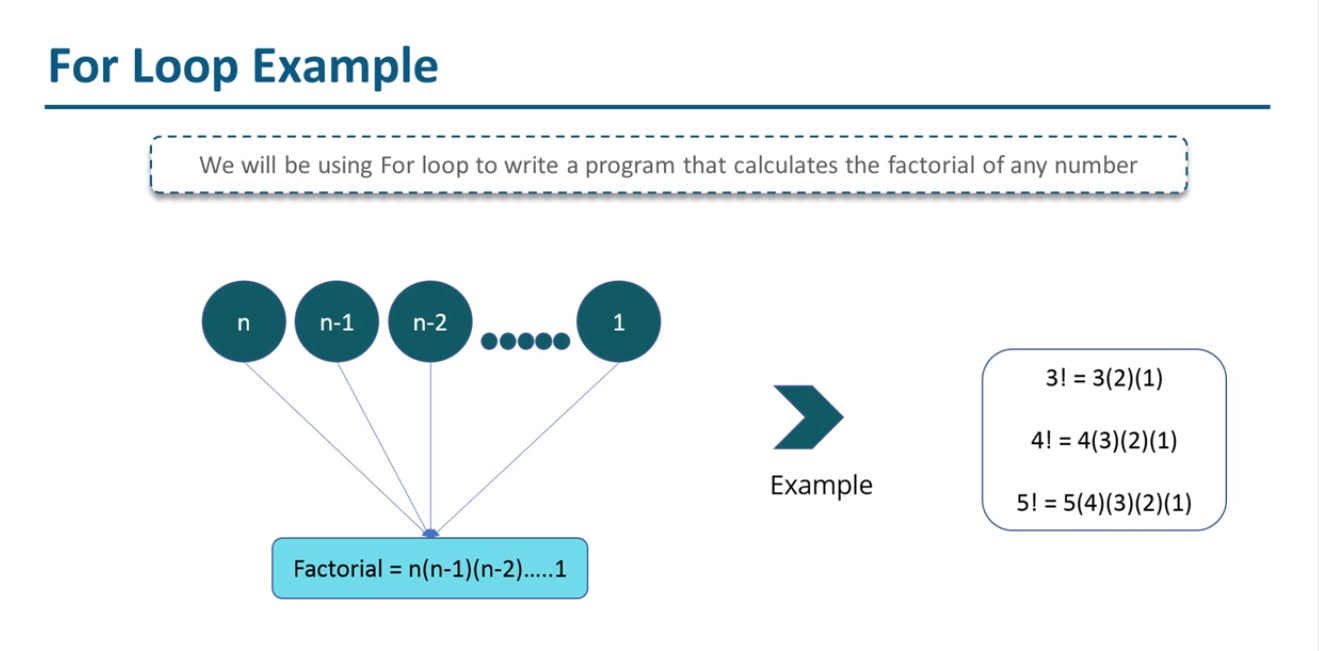 For Loop Example
We will be using For loop to write a program that calculates the factorial of any number
n
n-1
n-2
1
Factorial = n(n-1)(n-2).....1
Example
3! = 3(2)(1)
4! = 4(3)(2)(1)
5! = 5(4)(3)(2)(1)